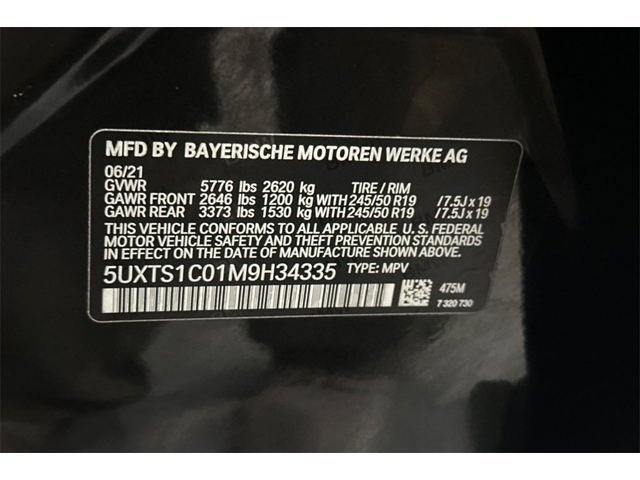 MFD BY BAYERISCHE MOTOREN WERKE AG
06/21
GVWR 5776 lbs 2620 kg TIRE / RIM
GAWR FRONT 2646 lbs 1200 kg WITH 245/50 R19 /7.5J x 19
GAWR REAR 3373 lbs 1530 kg WITH 245/50 R19 /7.5J x 19
THIS VEHICLE CONFORMS TO ALL APPLICABLE U. S. FEDERAL
MOTOR VEHICLE SAFETY AND THEFT PREVENTION STANDARDS
IN EFFECT ON THE DATE OF MANUFACTURE SHOWN ABOVE.
5UXTS1C01M9H34335 TYPE: MPV
475M
7 320 730